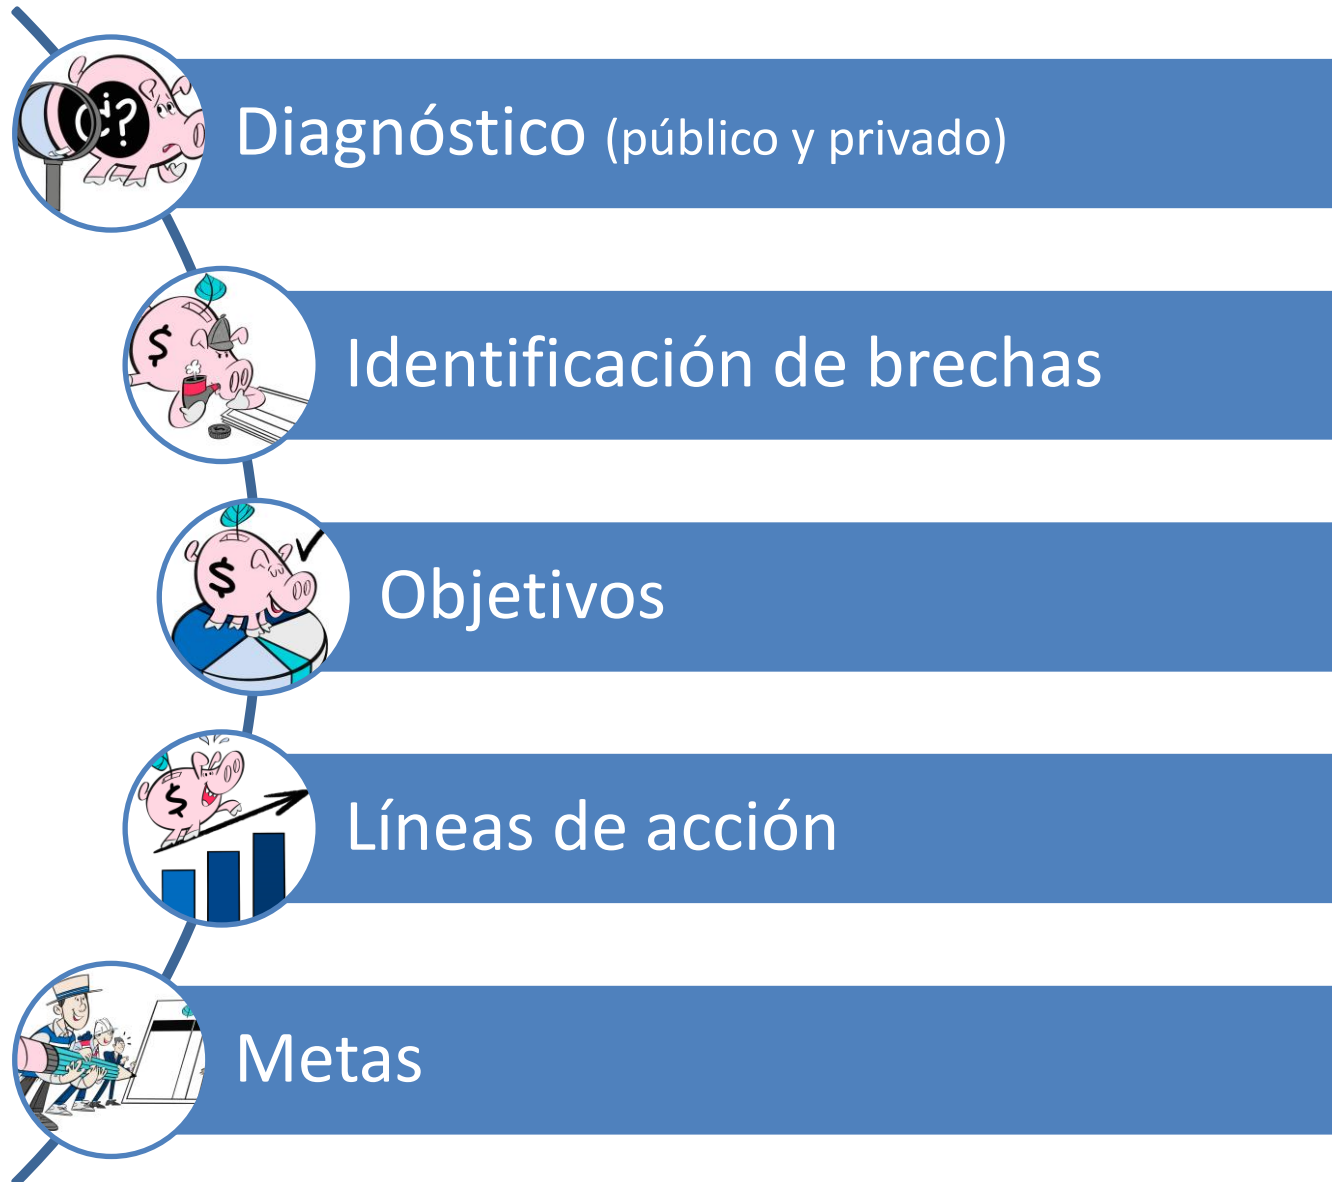 ¿?
Diagnóstico (público y privado)
$
Identificación de brechas
$
Objetivos
$
Líneas de acción
Metas